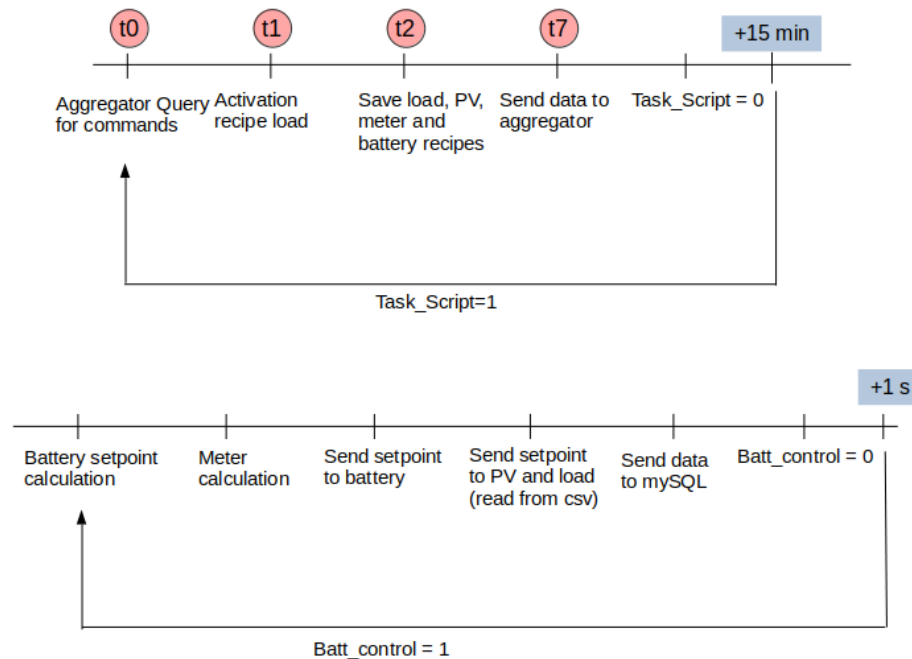 t0
t1
t2
t7
+15 min
Aggregator Query
for commands
Activation
recipe load
Save load, PV,
meter and
battery recipes
Send data to
aggregator
Task_Script = 0
Task_Script=1
+1 s
Battery setpoint
calculation
Meter
calculation
Send setpoint
to battery
Send setpoint
to PV and load
(read from csv)
Send data
to mySQL
Batt_control = 0
Batt_control = 1